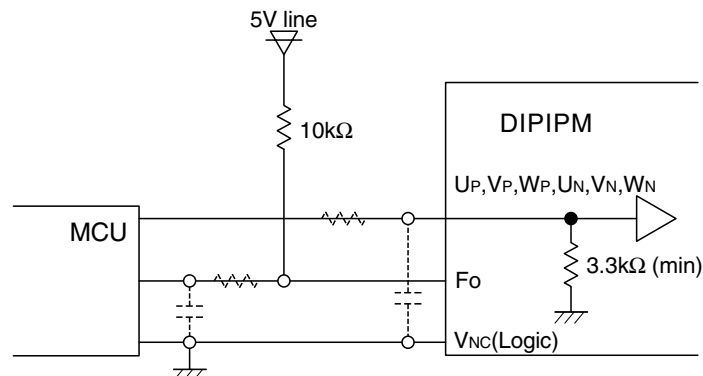 5V line
10kΩ
DIPIPM
UP,VP,WP,UN,VN,WN
MCU
3.3kΩ (min)
Fo
VNC(Logic)